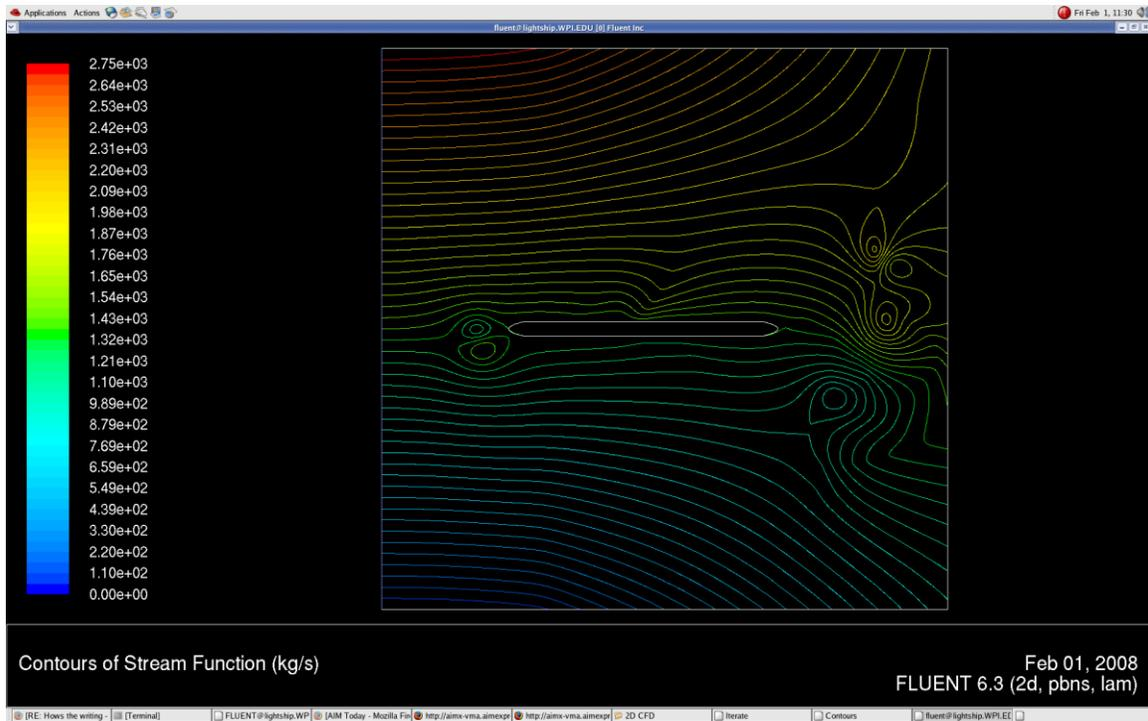 Applications Actions
Fri Feb 1, 11:30
fluent@lightship.WPI.EDU [0] Fluent Inc
2.75e+03
2.64e+03
2.53e+03
2.42e+03
2.31e+03
2.20e+03
2.09e+03
1.98e+03
1.87e+03
1.76e+03
1.65e+03
1.54e+03
1.43e+03
1.32e+03
1.21e+03
1.10e+03
9.89e+02
8.79e+02
7.69e+02
6.59e+02
5.49e+02
4.39e+02
3.30e+02
2.20e+02
1.10e+02
0.00e+00
Contours of Stream Function (kg/s)
Feb 01, 2008
FLUENT 6.3 (2d, pbns, lam)
[RE: Hows the writing -
[Terminal]
FLUENT@lightship.WP
[AIM Today - Mozilla Fir
http://aimx-vma.aimexpr
http://aimx-vma.aimexpr
2D CFD
Iterate
Contours
fluent@lightship.WPI.EI